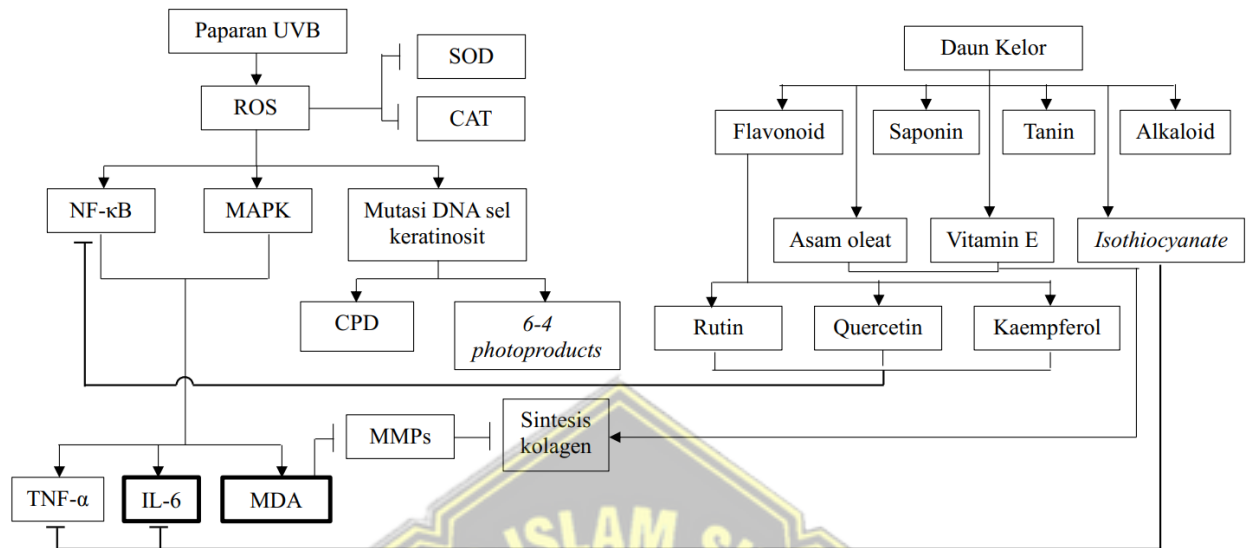 Paparan UVB
SOD
ROS
CAT
NF-κB
MAPK
Mutasi DNA sel
keratinosit
CPD
6-4
photoproducts
TNF-α
IL-6
MDA
MMPs
Sintesis
kolagen
Daun Kelor
Flavonoid
Saponin
Tanin
Alkaloid
Asam oleat
Vitamin E
Isothiocyanate
Rutin
Quercetin
Kaempferol
ISLAM